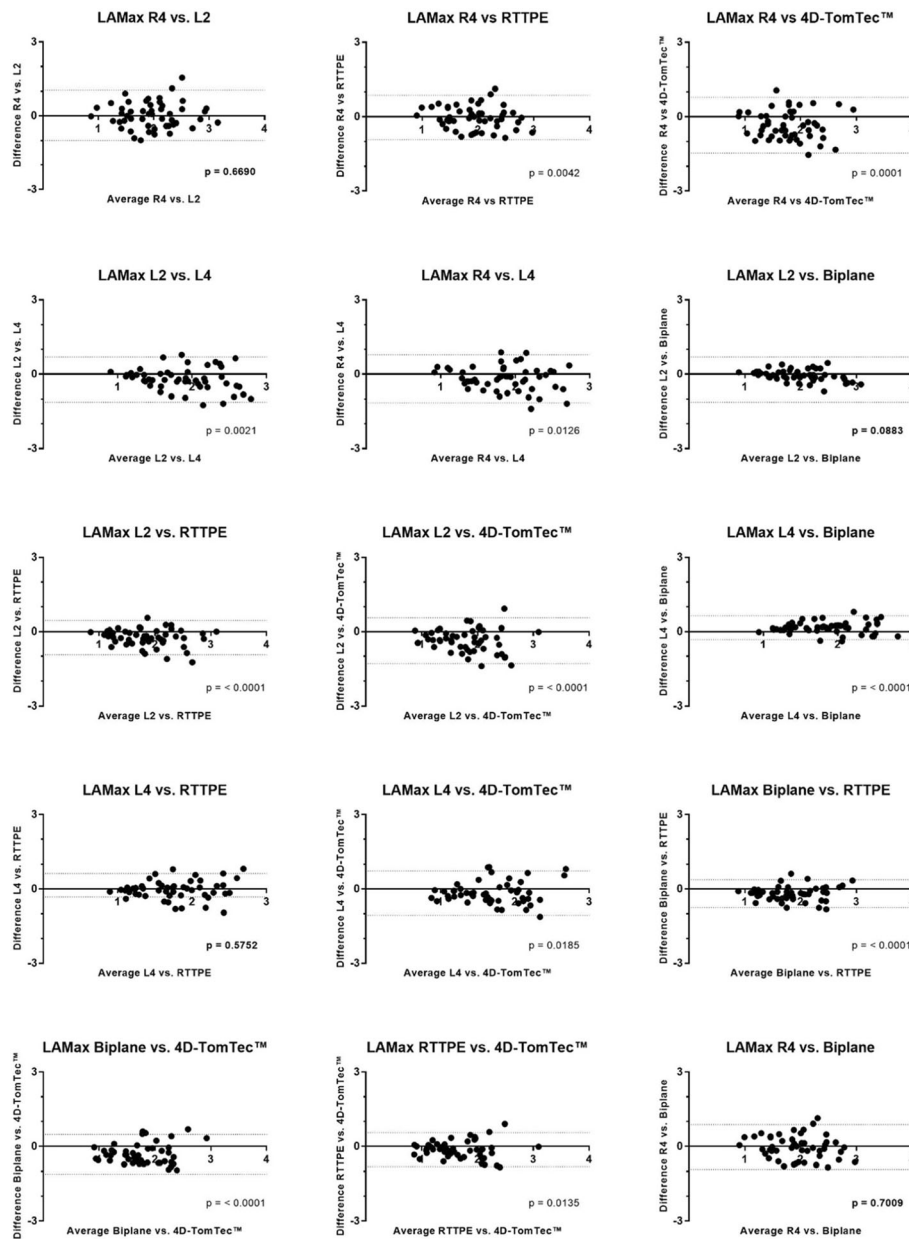 LAMax R4 vs. L2
3
Difference R4 vs. L2
0
1
2
3
4
p = 0.6690
-3
Average R4 vs. L2
LAMax R4 vs RTTPE
3
Difference R4 vs RTTPE
0
1
2
3
4
p = 0.0042
-3
Average R4 vs RTTPE
LAMax R4 vs 4D-TomTec™
3
Difference R4 vs 4D-TomTec™
0
1
2
3
4
p = 0.0001
-3
Average R4 vs 4D-TomTec™
LAMax L2 vs. L4
3
Difference L2 vs. L4
0
1
2
3
p = 0.0021
-3
Average L2 vs. L4
LAMax R4 vs. L4
3
Difference R4 vs. L4
0
1
2
3
p = 0.0126
-3
Average R4 vs. L4
LAMax L2 vs. Biplane
3
Difference L2 vs. Biplane
0
1
2
3
4
p = 0.0883
-3
Average L2 vs. Biplane
LAMax L2 vs. RTTPE
3
Difference L2 vs. RTTPE
0
1
2
3
4
p = < 0.0001
-3
Average L2 vs. RTTPE
LAMax L2 vs. 4D-TomTec™
3
Difference L2 vs. 4D-TomTec™
0
1
2
3
4
p = < 0.0001
-3
Average L2 vs. 4D-TomTec™
LAMax L4 vs. Biplane
3
Difference L4 vs. Biplane
0
1
2
3
p = < 0.0001
-3
Average L4 vs. Biplane
LAMax L4 vs. RTTPE
3
Difference L4 vs. RTTPE
0
1
2
3
p = 0.5752
-3
Average L4 vs. RTTPE
LAMax L4 vs. 4D-TomTec™
3
Difference L4 vs. 4D-TomTec™
0
1
2
3
p = 0.0185
-3
Average L4 vs. 4D-TomTec™
LAMax Biplane vs. RTTPE
3
Difference Biplane vs. RTTPE
0
1
2
3
4
p = < 0.0001
-3
Average Biplane vs. RTTPE
LAMax Biplane vs. 4D-TomTec™
3
Difference Biplane vs. 4D-TomTec™
0
1
2
3
4
p = < 0.0001
-3
Average Biplane vs. 4D-TomTec™
LAMax RTTPE vs. 4D-TomTec™
3
Difference RTTPE vs. 4D-TomTec™
0
1
2
3
4
p = 0.0135
-3
Average RTTPE vs. 4D-TomTec™
LAMax R4 vs. Biplane
3
Difference R4 vs. Biplane
0
1
2
3
4
p = 0.7009
-3
Average R4 vs. Biplane